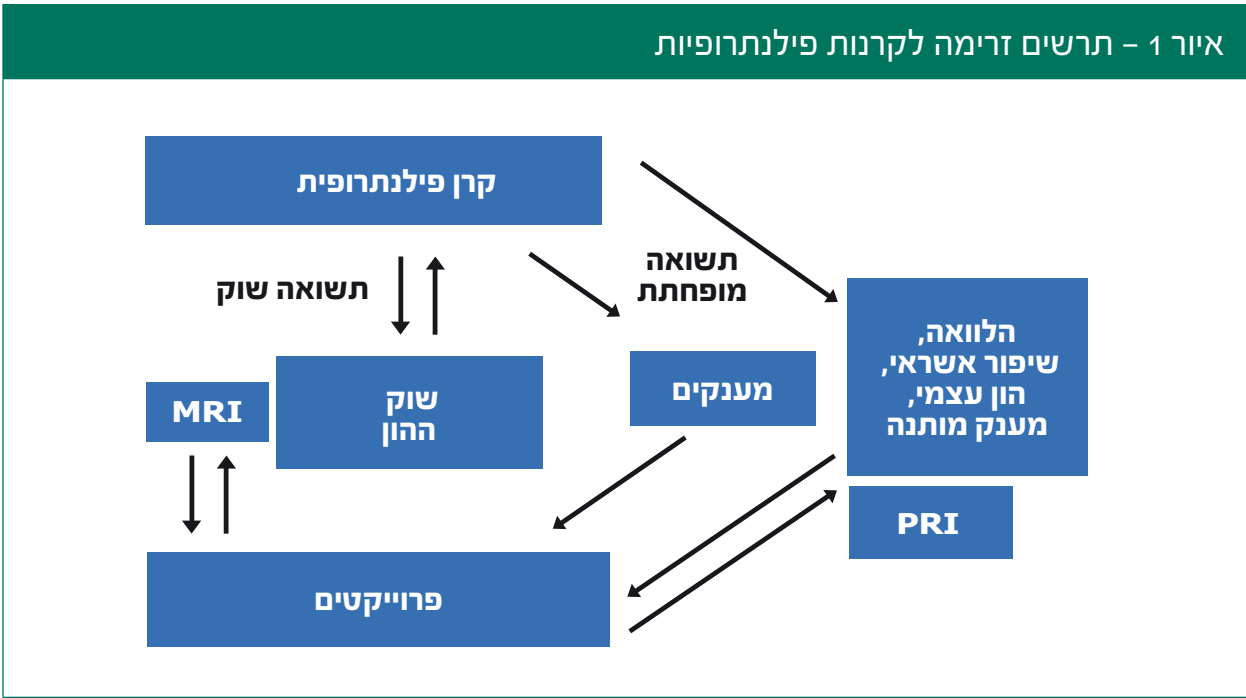 איור 1 – תרשים זרימה לקרנות פילנתרופיות
קרן פילנתרופית
תשואה
מופחתת
תשואה שוק
הלוואה,
שיפור אשראי,
הון עצמי,
מענק מותנה
מענקים
שוק
ההון
MRI
PRI
פרוייקטים